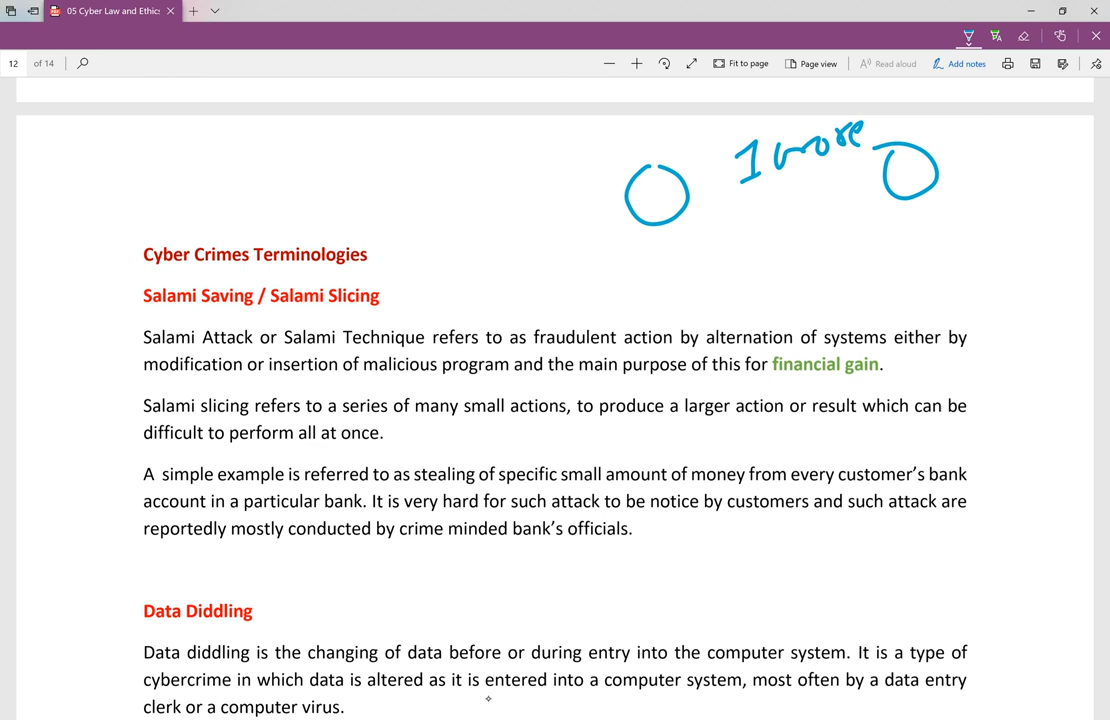 05 Cyber Law and Ethics
12 of 14
Fit to page
Page view
Read aloud
Add notes
1 more
Cyber Crimes Terminologies
Salami Saving / Salami Slicing
Salami Attack or Salami Technique refers to as fraudulent action by alternation of systems either by
modification or insertion of malicious program and the main purpose of this for financial gain.
Salami slicing refers to a series of many small actions, to produce a larger action or result which can be
difficult to perform all at once.
A simple example is referred to as stealing of specific small amount of money from every customer’s bank
account in a particular bank. It is very hard for such attack to be notice by customers and such attack are
reportedly mostly conducted by crime minded bank’s officials.
Data Diddling
Data diddling is the changing of data before or during entry into the computer system. It is a type of
cybercrime in which data is altered as it is entered into a computer system, most often by a data entry
clerk or a computer virus.